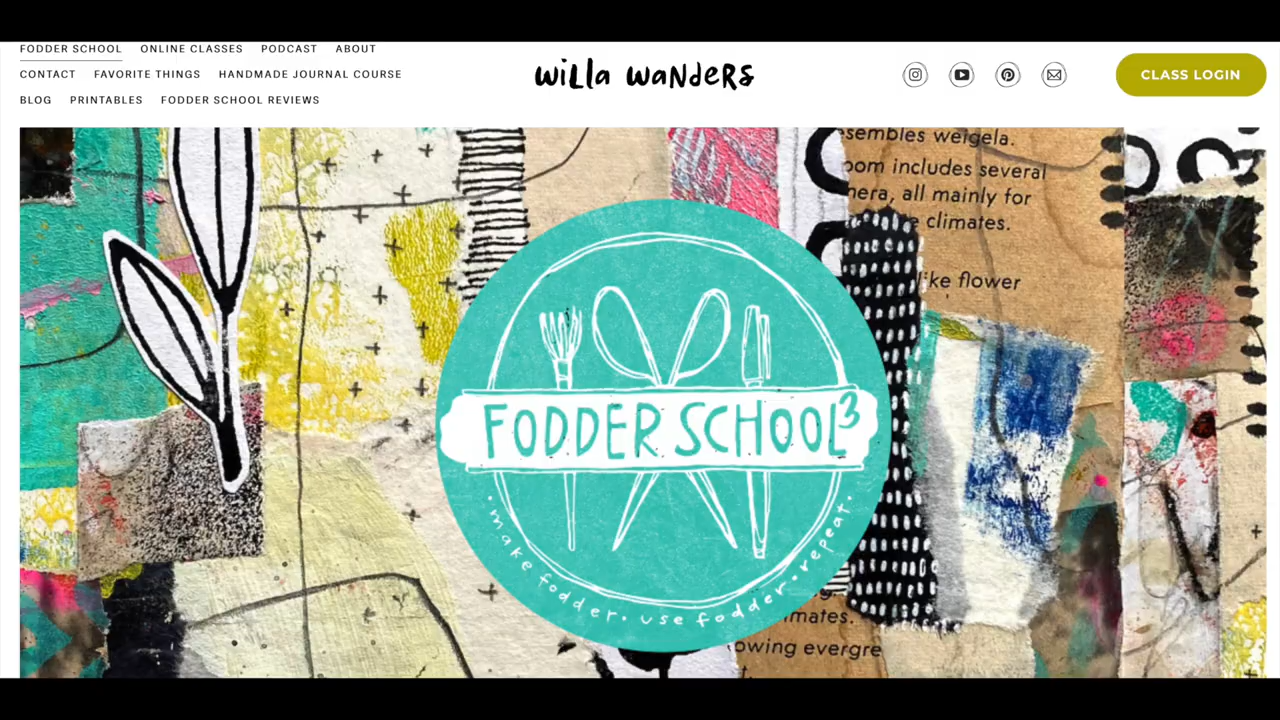 FODDER SCHOOL ONLINE CLASSES PODCAST ABOUT
CONTACT FAVORITE THINGS HANDMADE JOURNAL COURSE
BLOG PRINTABLES FODDER SCHOOL REVIEWS
willa wanders
CLASS LOGIN
esembles weigela.
oom includes several
nera, all mainly for
climates.
ike flower
FODDER SCHOOL3
• make fodder • use fodder • repeat •
imates.
owing evergre